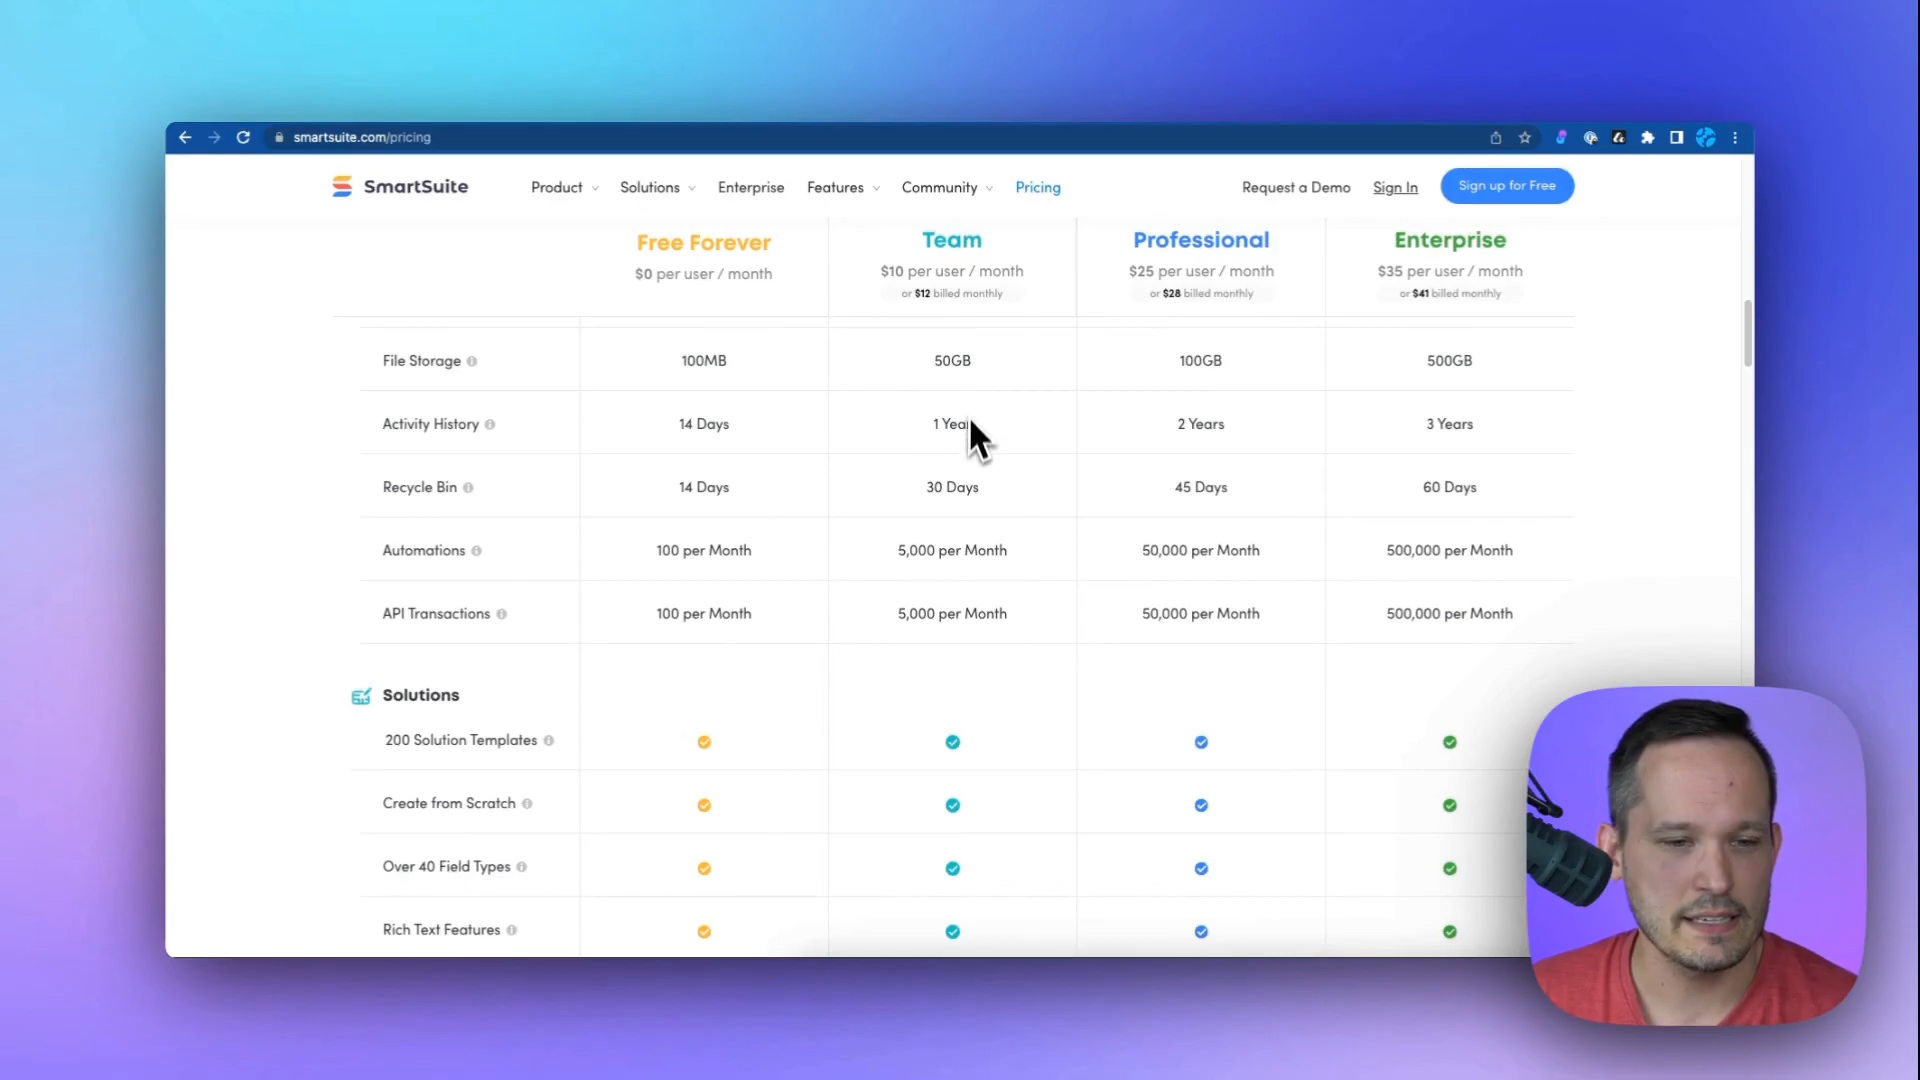 smartsuite.com/pricing
SmartSuite Product Solutions Enterprise Features Community Pricing Request a Demo Sign In Sign up for Free
Free Forever Team Professional Enterprise
$0 per user / month $10 per user / month $25 per user / month $35 per user / month
or $12 billed monthly or $28 billed monthly or $41 billed monthly
File Storage 100MB 50GB 100GB 500GB
Activity History 14 Days 1 Year 2 Years 3 Years
Recycle Bin 14 Days 30 Days 45 Days 60 Days
Automations 100 per Month 5,000 per Month 50,000 per Month 500,000 per Month
API Transactions 100 per Month 5,000 per Month 50,000 per Month 500,000 per Month
Solutions
200 Solution Templates
Create from Scratch
Over 40 Field Types
Rich Text Features